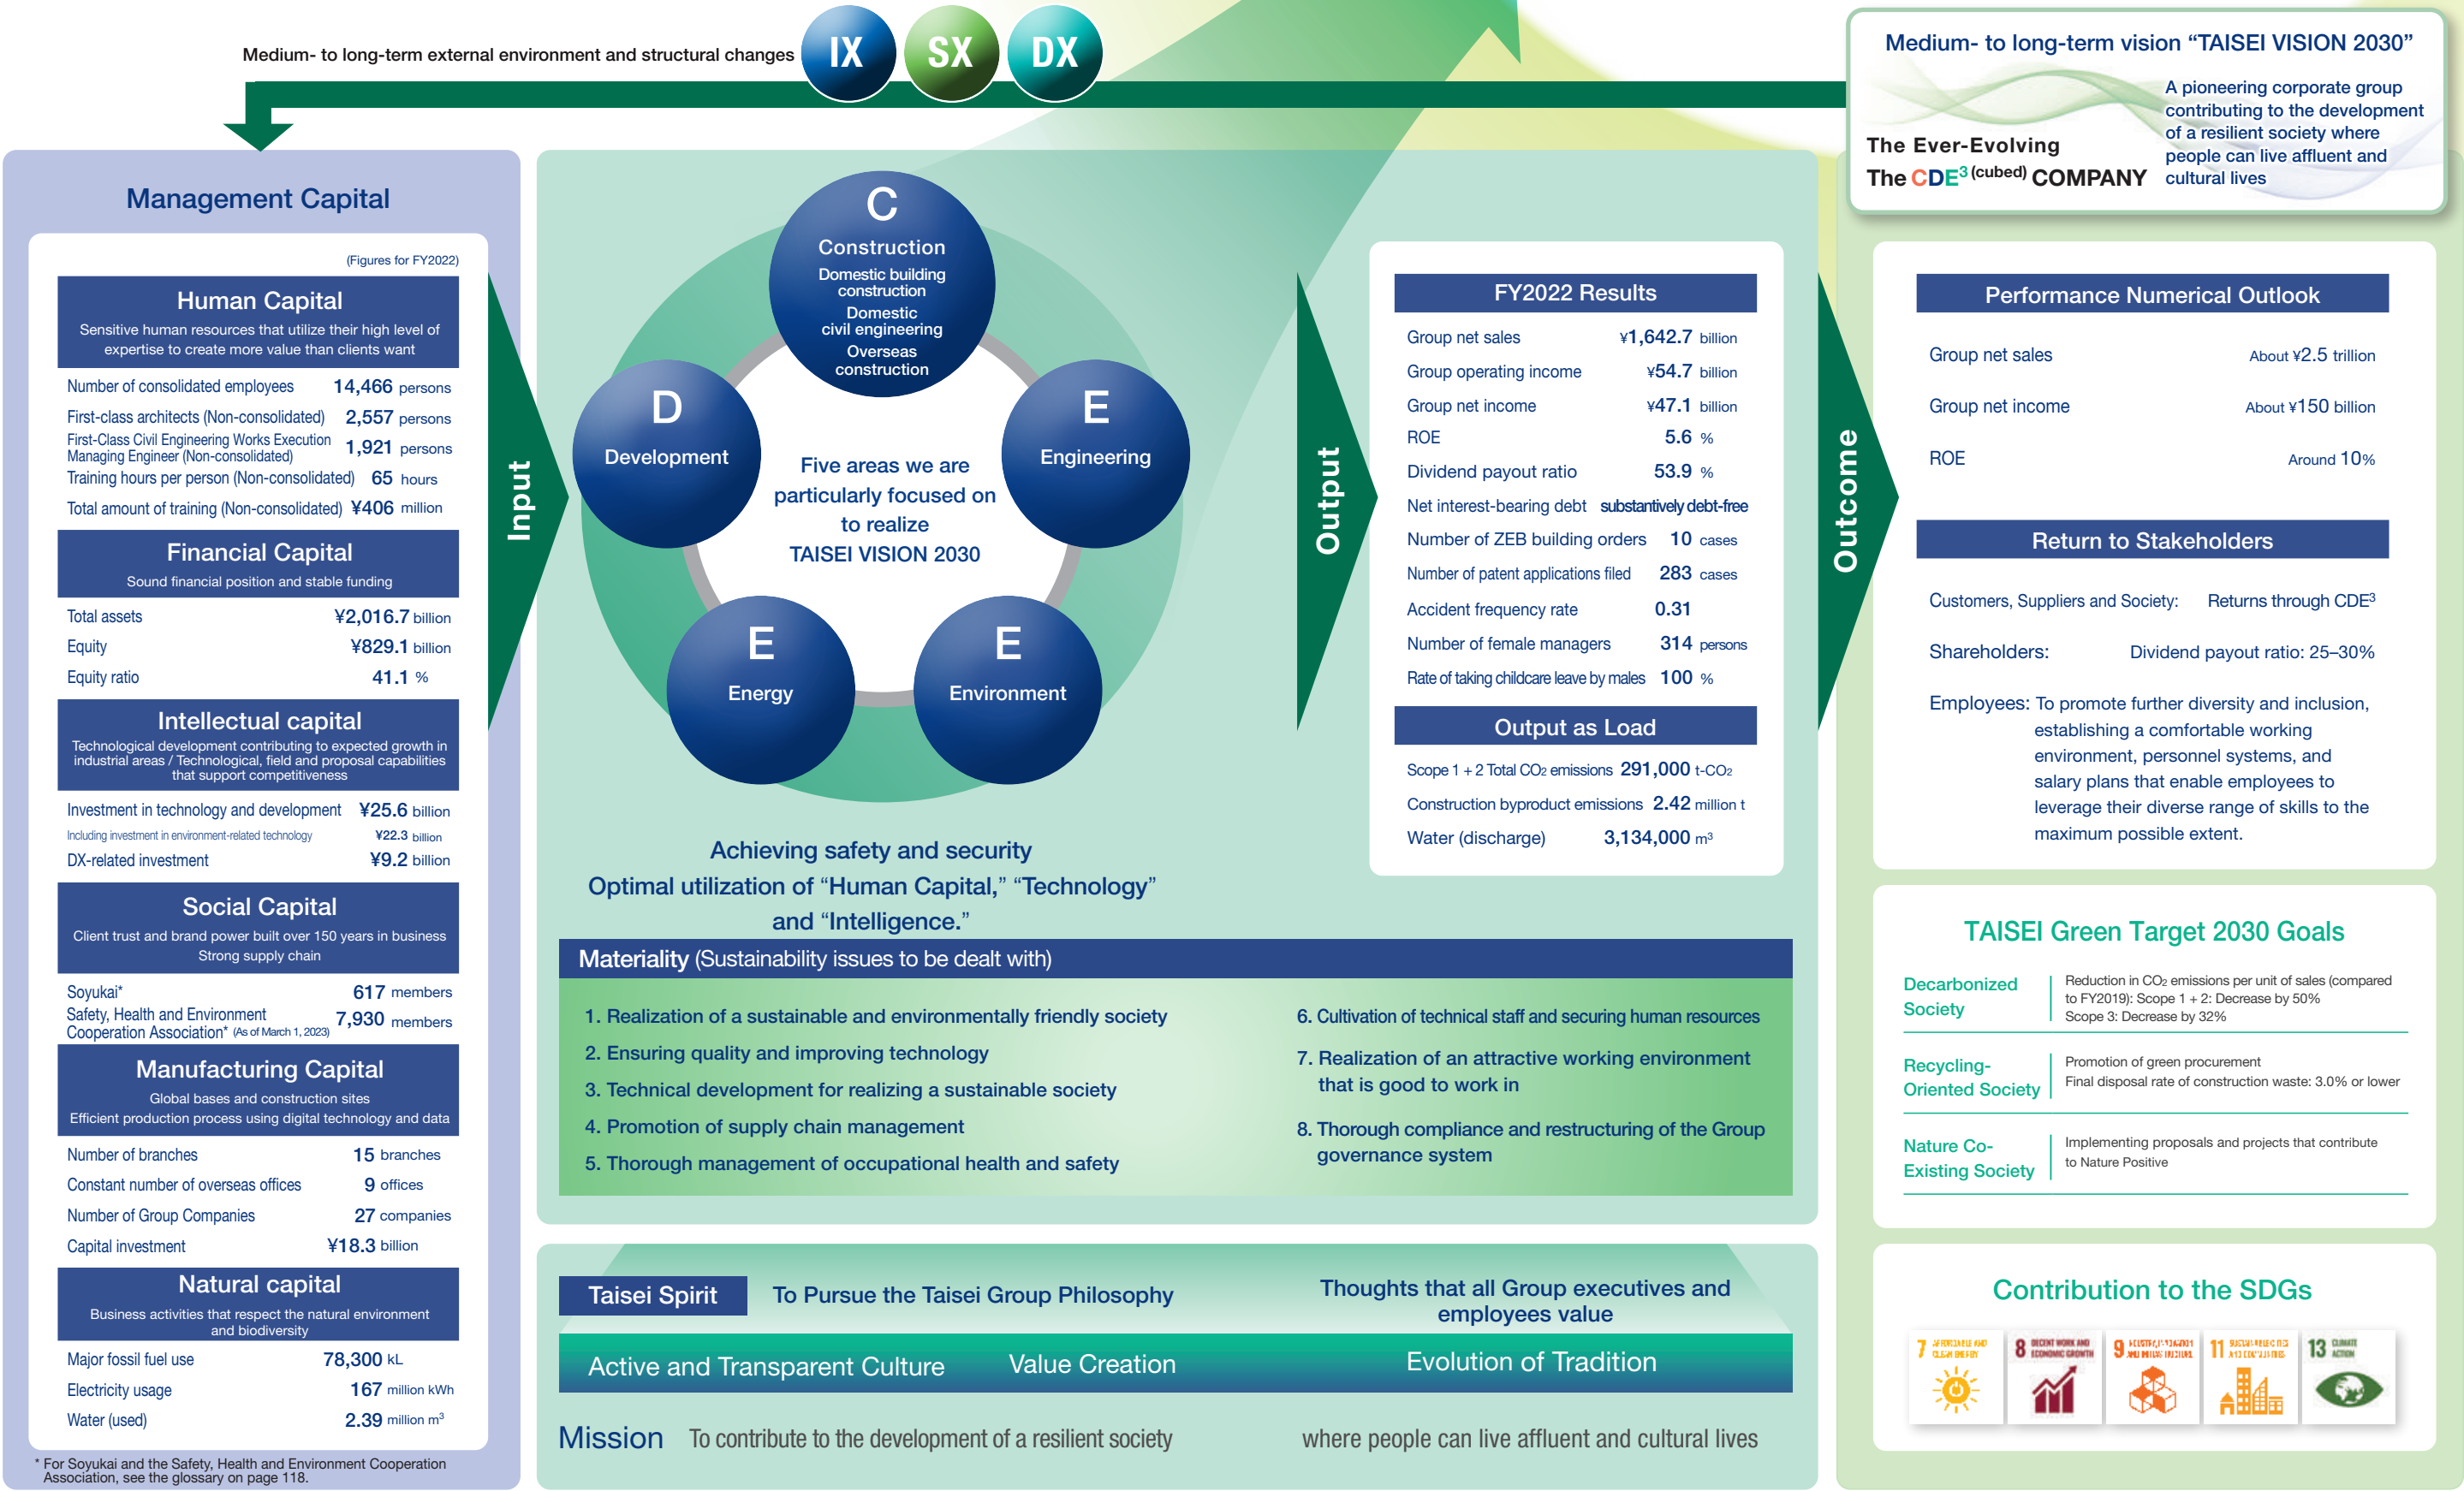 Medium- to long-term external environment and structural changes
IX
SX
DX
Medium- to long-term vision “TAISEI VISION 2030”
The Ever-Evolving
The CDE³ (cubed) COMPANY
A pioneering corporate group
contributing to the development
of a resilient society where
people can live affluent and
cultural lives
Management Capital
(Figures for FY2022)
Human Capital
Sensitive human resources that utilize their high level of
expertise to create more value than clients want
Number of consolidated employees 14,466 persons
First-class architects (Non-consolidated) 2,557 persons
First-Class Civil Engineering Works Execution
Managing Engineer (Non-consolidated) 1,921 persons
Training hours per person (Non-consolidated) 65 hours
Total amount of training (Non-consolidated) ¥406 million
Financial Capital
Sound financial position and stable funding
Total assets ¥2,016.7 billion
Equity ¥829.1 billion
Equity ratio 41.1 %
Intellectual capital
Technological development contributing to expected growth in
industrial areas / Technological, field and proposal capabilities
that support competitiveness
Investment in technology and development ¥25.6 billion
Including investment in environment-related technology ¥22.3 billion
DX-related investment ¥9.2 billion
Social Capital
Client trust and brand power built over 150 years in business
Strong supply chain
Soyukai* 617 members
Safety, Health and Environment
Cooperation Association* (As of March 1, 2023) 7,930 members
Manufacturing Capital
Global bases and construction sites
Efficient production process using digital technology and data
Number of branches 15 branches
Constant number of overseas offices 9 offices
Number of Group Companies 27 companies
Capital investment ¥18.3 billion
Natural capital
Business activities that respect the natural environment
and biodiversity
Major fossil fuel use 78,300 kL
Electricity usage 167 million kWh
Water (used) 2.39 million m³
* For Soyukai and the Safety, Health and Environment Cooperation
Association, see the glossary on page 118.
Input
C
Construction
Domestic building
construction
Domestic
civil engineering
Overseas
construction
D
Development
E
Engineering
Five areas we are
particularly focused on
to realize
TAISEI VISION 2030
E
Energy
E
Environment
Achieving safety and security
Optimal utilization of “Human Capital,” “Technology”
and “Intelligence.”
Output
FY2022 Results
Group net sales ¥1,642.7 billion
Group operating income ¥54.7 billion
Group net income ¥47.1 billion
ROE 5.6 %
Dividend payout ratio 53.9 %
Net interest-bearing debt substantively debt-free
Number of ZEB building orders 10 cases
Number of patent applications filed 283 cases
Accident frequency rate 0.31
Number of female managers 314 persons
Rate of taking childcare leave by males 100 %
Output as Load
Scope 1 + 2 Total CO₂ emissions 291,000 t-CO₂
Construction byproduct emissions 2.42 million t
Water (discharge) 3,134,000 m³
Materiality (Sustainability issues to be dealt with)
1. Realization of a sustainable and environmentally friendly society
2. Ensuring quality and improving technology
3. Technical development for realizing a sustainable society
4. Promotion of supply chain management
5. Thorough management of occupational health and safety
6. Cultivation of technical staff and securing human resources
7. Realization of an attractive working environment
that is good to work in
8. Thorough compliance and restructuring of the Group
governance system
Taisei Spirit
To Pursue the Taisei Group Philosophy
Thoughts that all Group executives and
employees value
Active and Transparent Culture
Value Creation
Evolution of Tradition
Mission To contribute to the development of a resilient society where people can live affluent and cultural lives
Outcome
Performance Numerical Outlook
Group net sales About ¥2.5 trillion
Group net income About ¥150 billion
ROE Around 10%
Return to Stakeholders
Customers, Suppliers and Society: Returns through CDE³
Shareholders: Dividend payout ratio: 25–30%
Employees: To promote further diversity and inclusion,
establishing a comfortable working
environment, personnel systems, and
salary plans that enable employees to
leverage their diverse range of skills to the
maximum possible extent.
TAISEI Green Target 2030 Goals
Decarbonized
Society
Reduction in CO₂ emissions per unit of sales (compared
to FY2019): Scope 1 + 2: Decrease by 50%
Scope 3: Decrease by 32%
Recycling-
Oriented Society
Promotion of green procurement
Final disposal rate of construction waste: 3.0% or lower
Nature Co-
Existing Society
Implementing proposals and projects that contribute
to Nature Positive
Contribution to the SDGs
7 AFFORDABLE AND
CLEAN ENERGY
8 DECENT WORK AND
ECONOMIC GROWTH
9 INDUSTRY, INNOVATION
AND INFRASTRUCTURE
11 SUSTAINABLE CITIES
AND COMMUNITIES
13 CLIMATE
ACTION